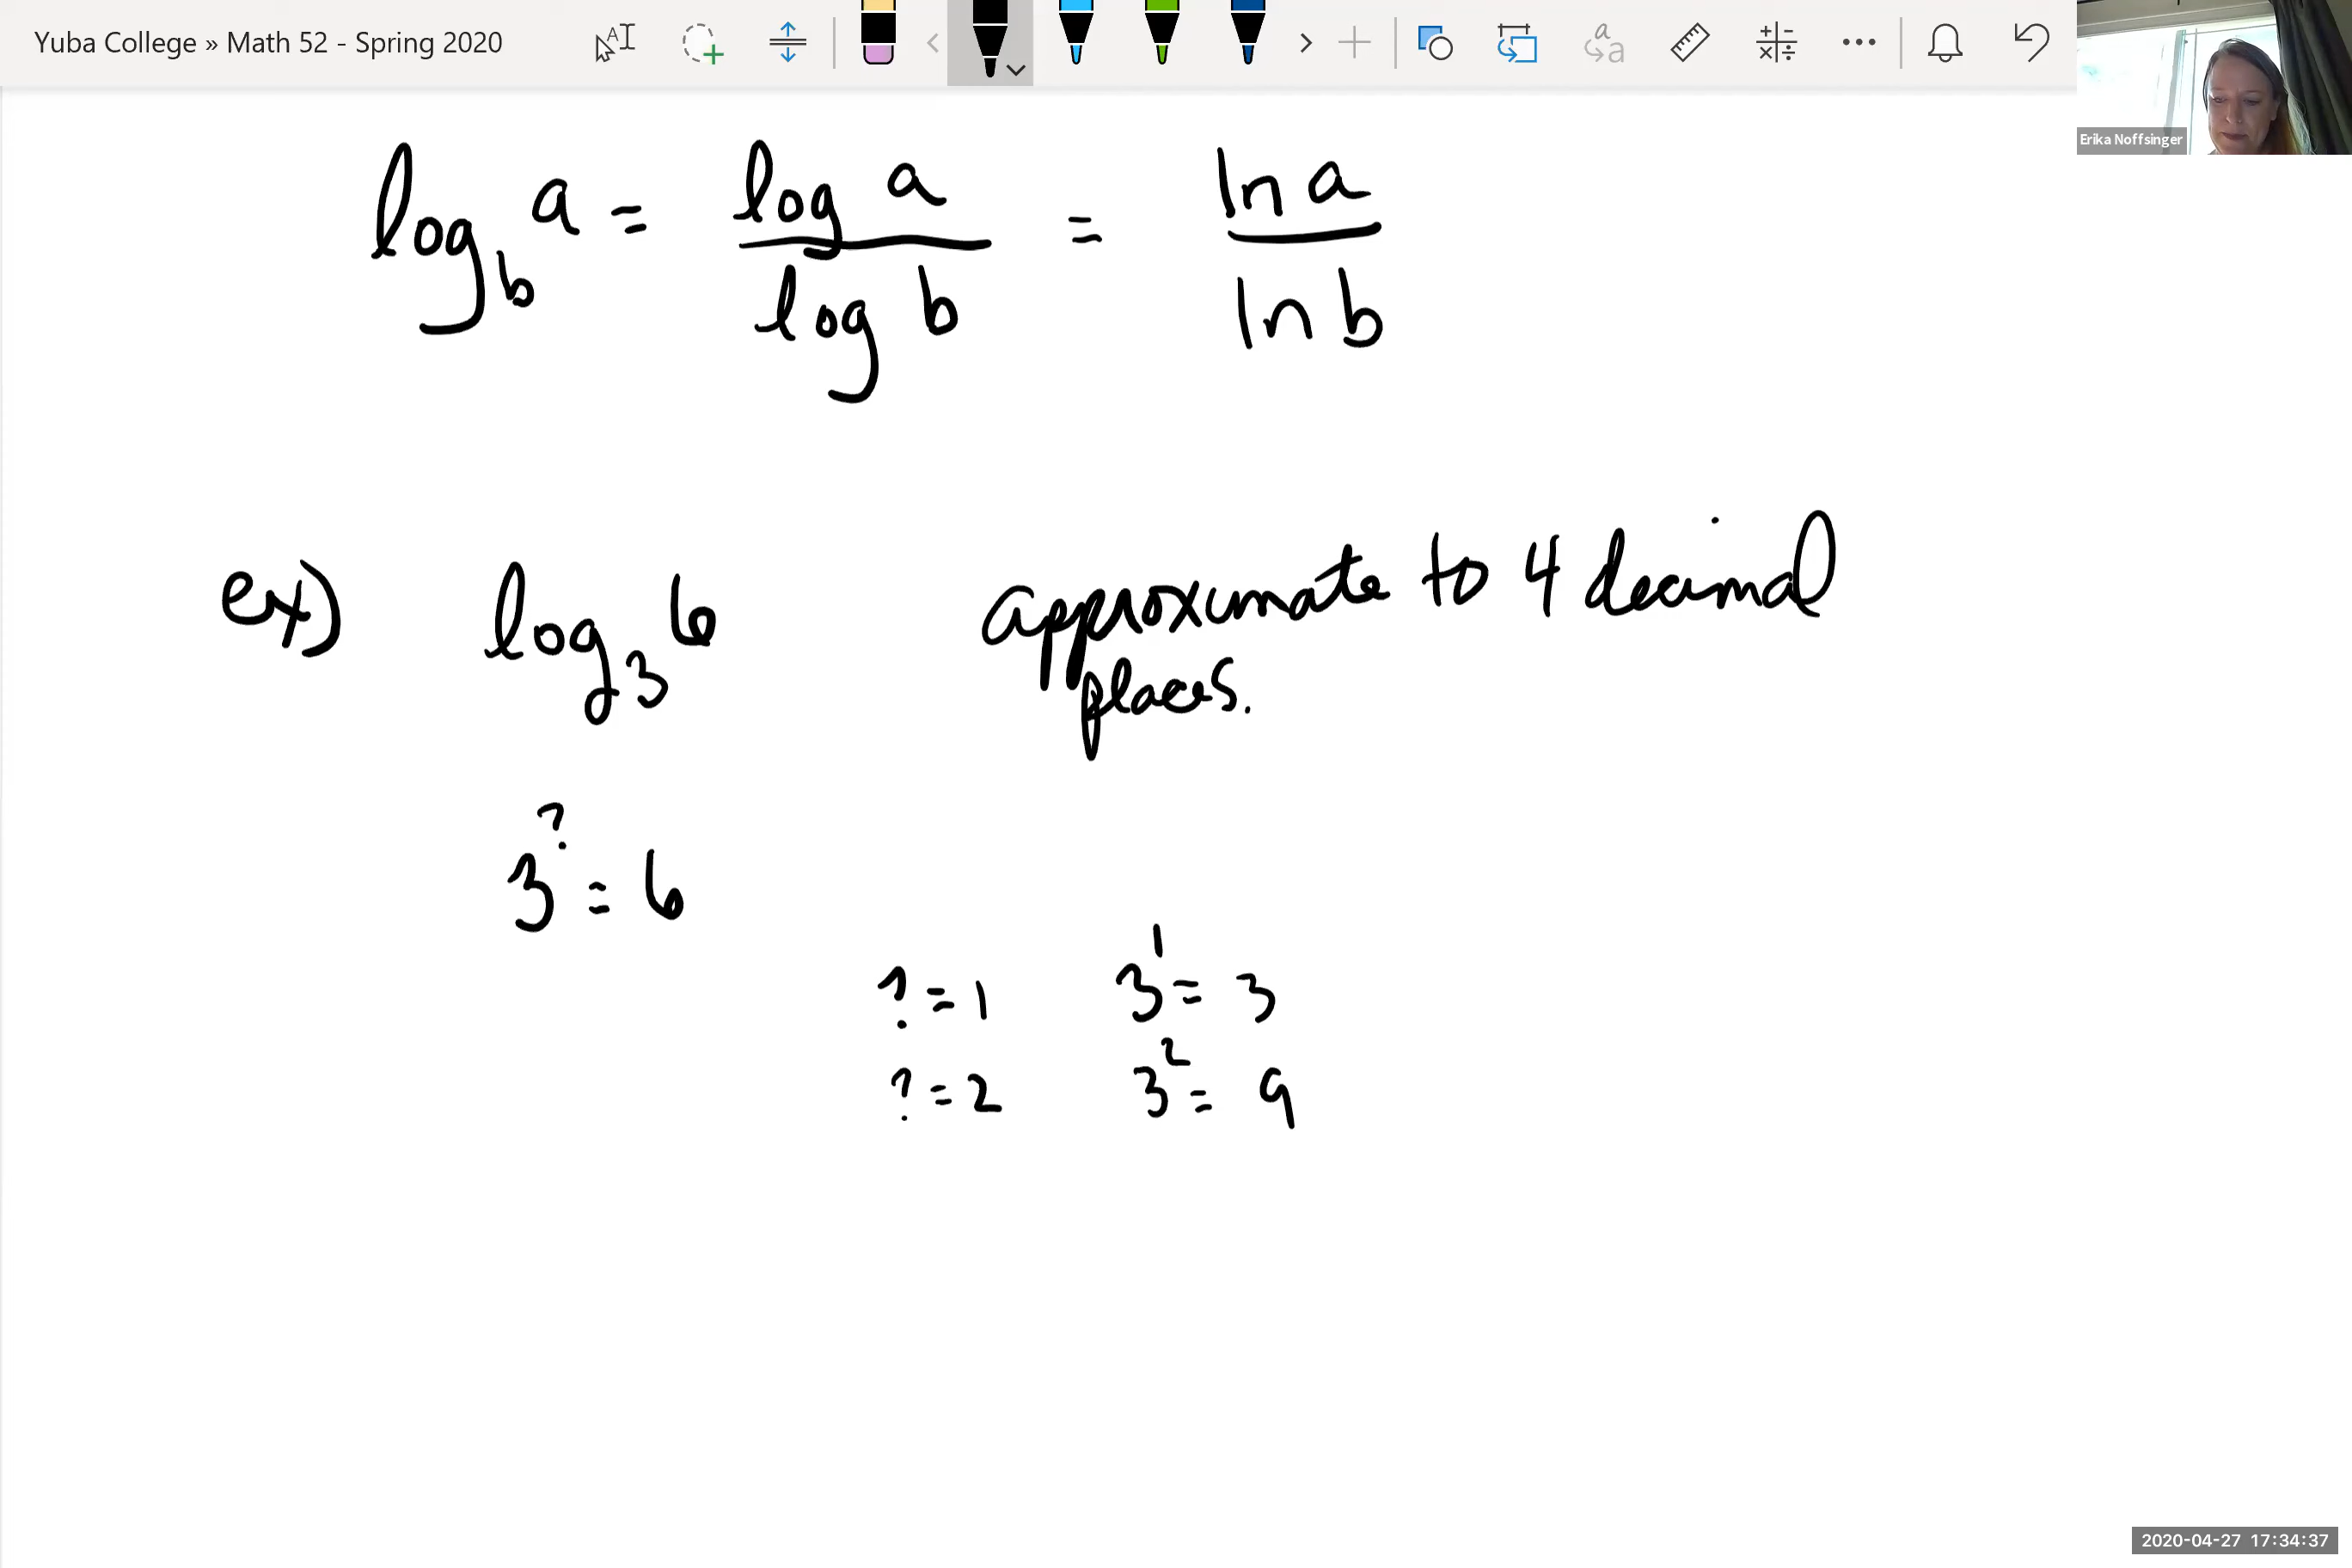 Yuba College » Math 52 - Spring 2020
Erika Noffsinger
log_b a = log a / log b = ln a / ln b
ex) log_3 6 approximate to 4 decimal
places.
3^? = 6
? = 1 3^1 = 3
? = 2 3^2 = 9
2020-04-27 17:34:37